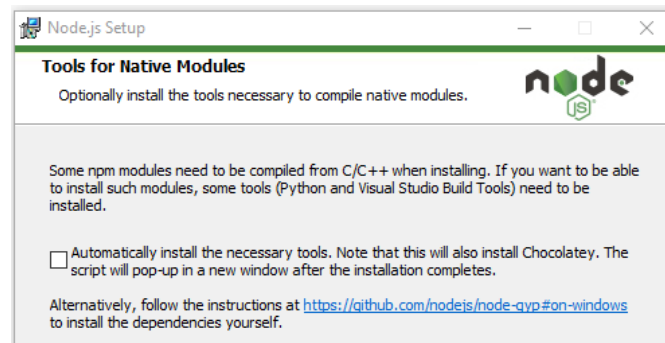 Node.js Setup
Tools for Native Modules
Optionally install the tools necessary to compile native modules.
node
JS
Some npm modules need to be compiled from C/C++ when installing. If you want to be able
to install such modules, some tools (Python and Visual Studio Build Tools) need to be
installed.
Automatically install the necessary tools. Note that this will also install Chocolatey. The
script will pop-up in a new window after the installation completes.
Alternatively, follow the instructions at https://github.com/nodejs/node-gyp#on-windows
to install the dependencies yourself.